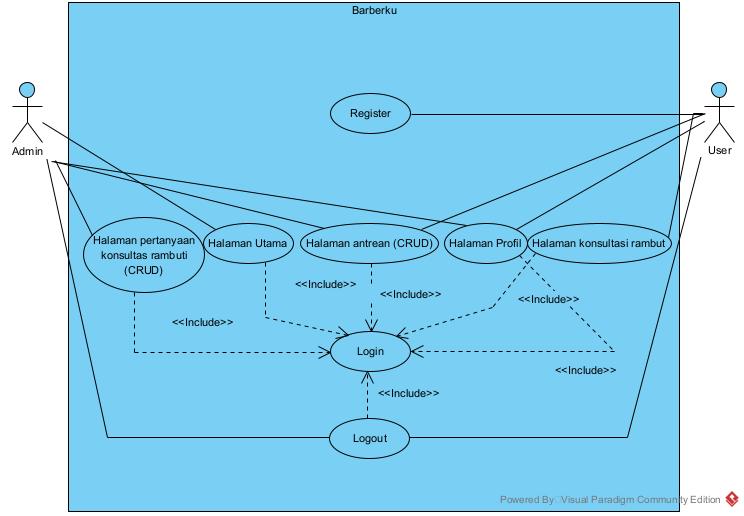 Barberku
Register
Admin
User
Halaman pertanyaan
konsultas rambuti
(CRUD)
Halaman Utama
Halaman antrean (CRUD)
Halaman Profil
Halaman konsultasi rambut
<<Include>>
<<Include>>
<<Include>>
<<Include>>
Login
<<Include>>
<<Include>>
Logout
Powered By Visual Paradigm Community Edition